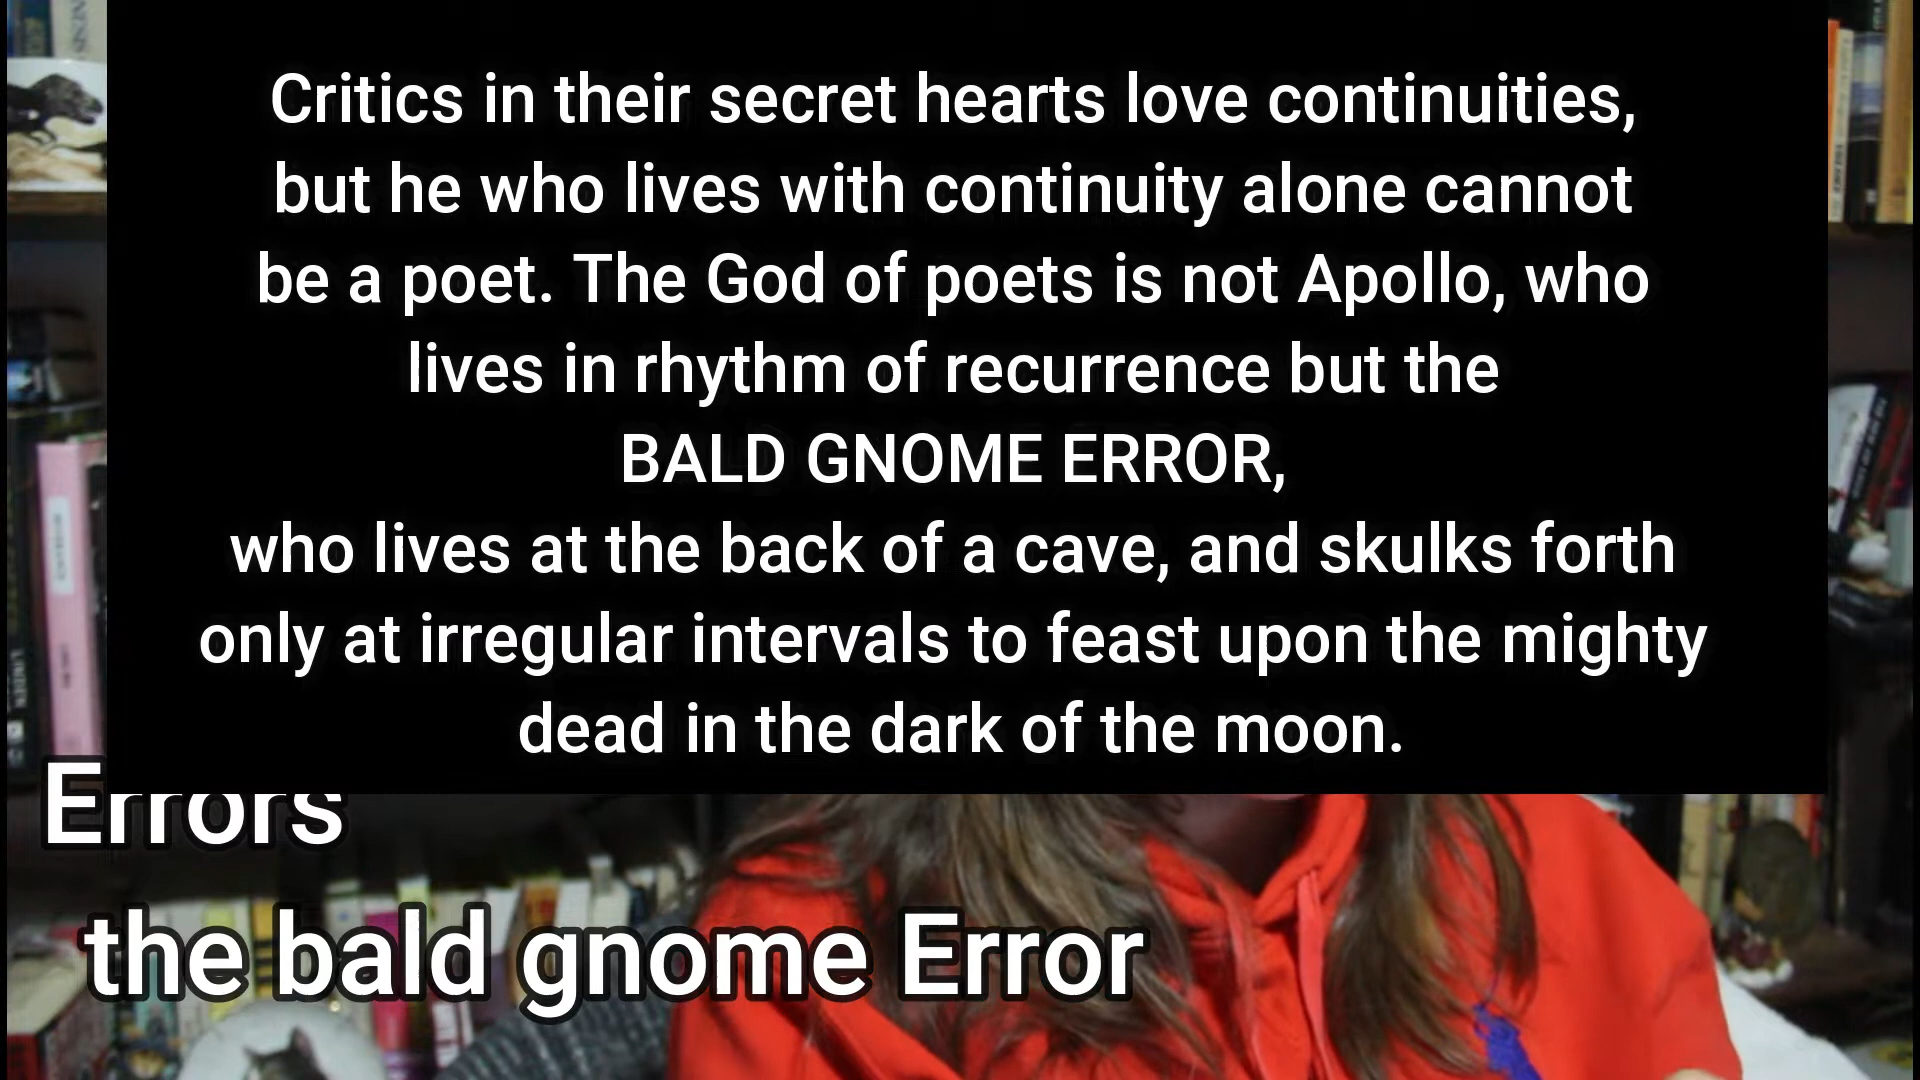 Critics in their secret hearts love continuities,
but he who lives with continuity alone cannot
be a poet. The God of poets is not Apollo, who
lives in rhythm of recurrence but the
BALD GNOME ERROR,
who lives at the back of a cave, and skulks forth
only at irregular intervals to feast upon the mighty
dead in the dark of the moon.
Errors
the bald gnome Error